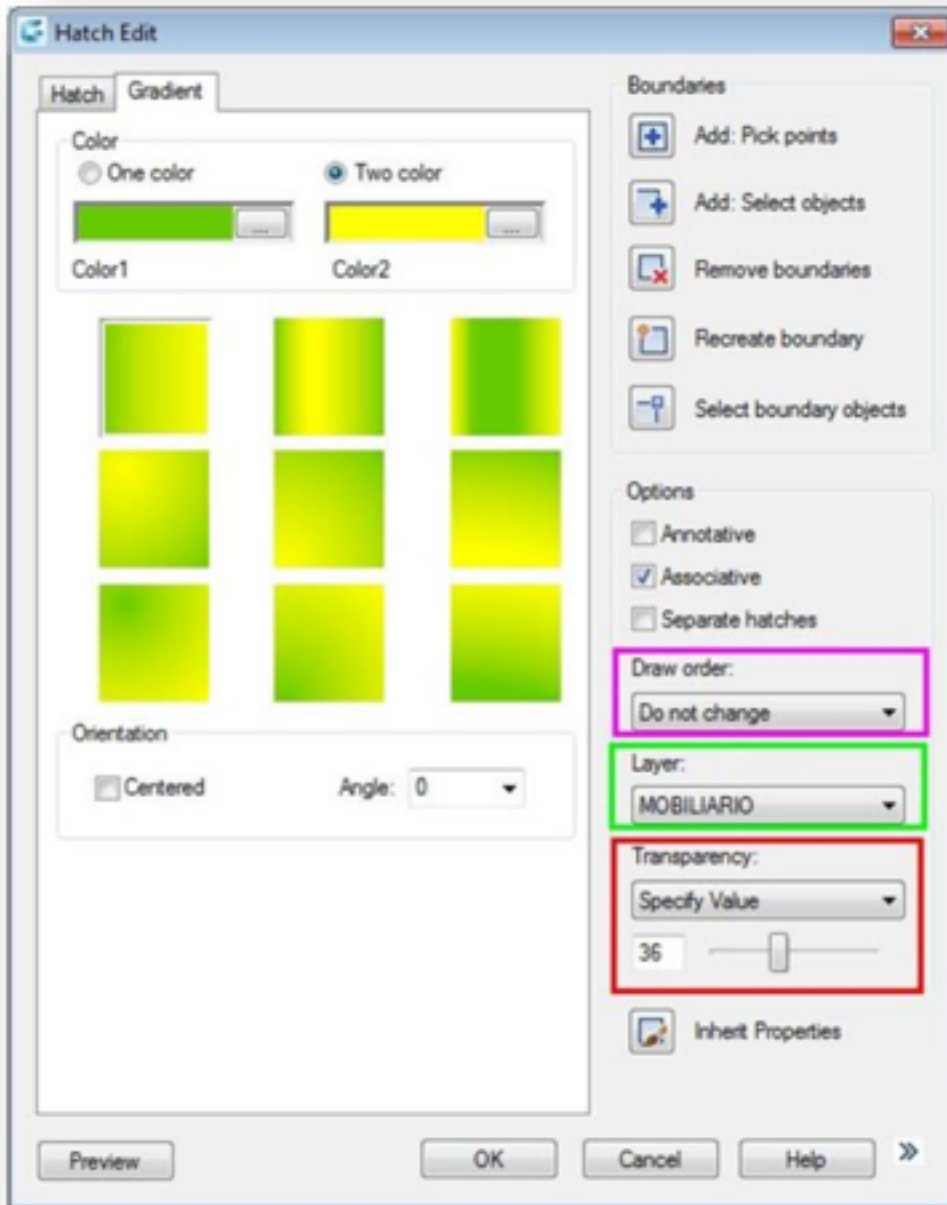 Hatch Edit
Hatch
Gradient
Color
One color
Two color
...
...
Color1
Color2
Orientation
Centered
Angle: 0
Boundaries
Add: Pick points
Add: Select objects
Remove boundaries
Recreate boundary
Select boundary objects
Options
Annotative
Associative
Separate hatches
Draw order:
Do not change
Layer:
MOBILIARIO
Transparency:
Specify Value
36
Inherit Properties
Preview
OK
Cancel
Help